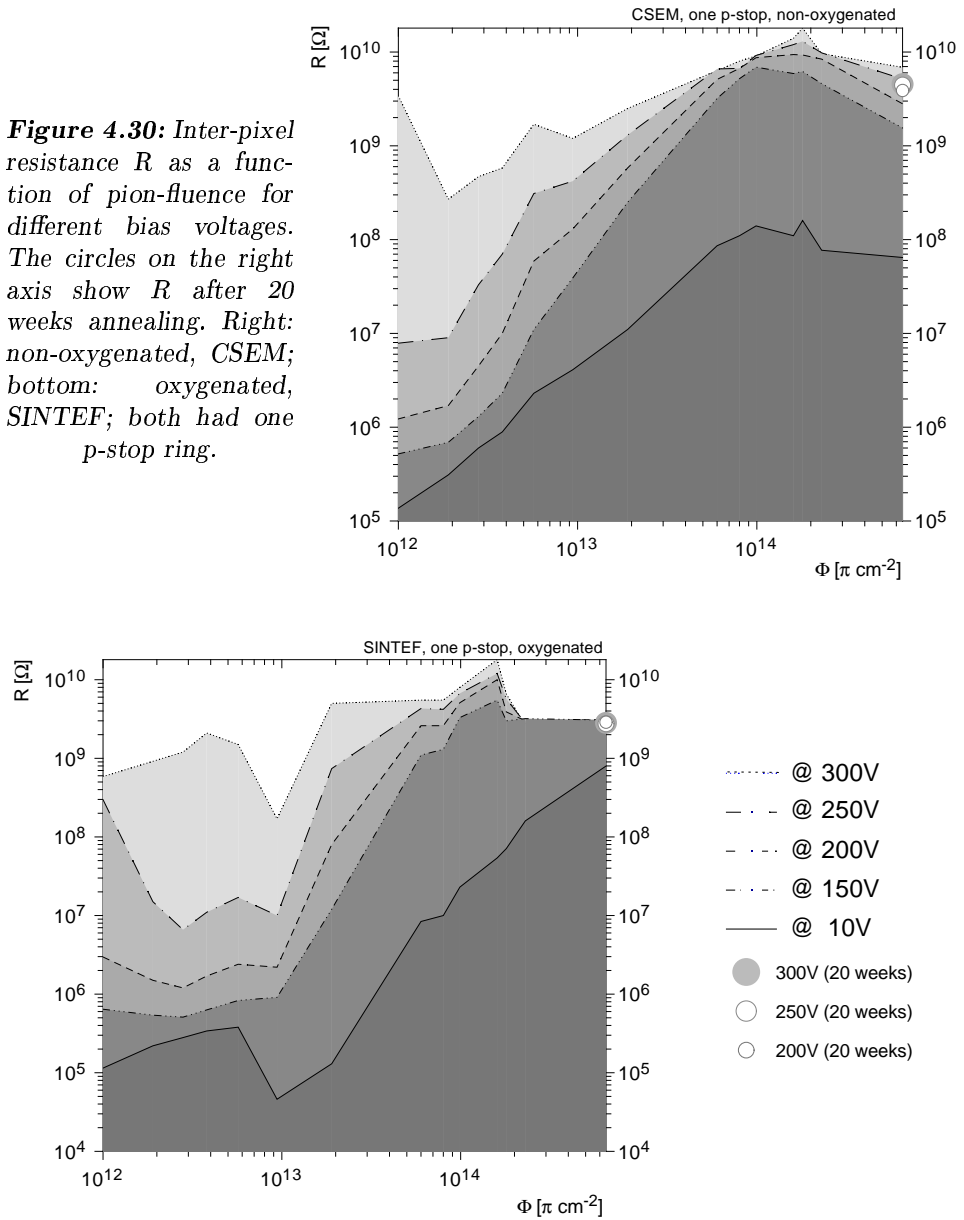 Figure 4.30: Inter-pixel
resistance R as a func-
tion of pion-fluence for
different bias voltages.
The circles on the right
axis show R after 20
weeks annealing. Right:
non-oxygenated, CSEM;
bottom: oxygenated,
SINTEF; both had one
p-stop ring.
CSEM, one p-stop, non-oxygenated
R [Ω]
10^10 10^10
10^9 10^9
10^8 10^8
10^7 10^7
10^6 10^6
10^5 10^5
10^12 10^13 10^14
Φ [π cm^-2]
SINTEF, one p-stop, oxygenated
R [Ω]
10^10 10^10
10^9 10^9
10^8 10^8
10^7 10^7
10^6 10^6
10^5 10^5
10^4 10^4
10^12 10^13 10^14
Φ [π cm^-2]
@ 300V
@ 250V
@ 200V
@ 150V
@ 10V
300V (20 weeks)
250V (20 weeks)
200V (20 weeks)